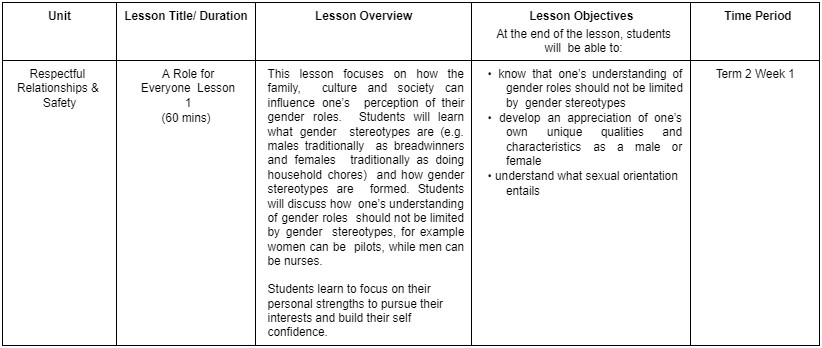 Unit
Lesson Title/ Duration
Lesson Overview
Lesson Objectives
At the end of the lesson, students
will be able to:
Time Period
Respectful
Relationships &
Safety
A Role for
Everyone Lesson
1
(60 mins)
This lesson focuses on how the
family, culture and society can
influence one's perception of their
gender roles. Students will learn
what gender stereotypes are (e.g.
males traditionally as breadwinners
and females traditionally as doing
household chores) and how gender
stereotypes are formed. Students
will discuss how one's understanding
of gender roles should not be limited
by gender stereotypes, for example
women can be pilots, while men can
be nurses.
Students learn to focus on their
personal strengths to pursue their
interests and build their self
confidence.
• know that one's understanding of
gender roles should not be limited
by gender stereotypes
• develop an appreciation of one's
own unique qualities and
characteristics as a male or
female
• understand what sexual orientation
entails
Term 2 Week 1